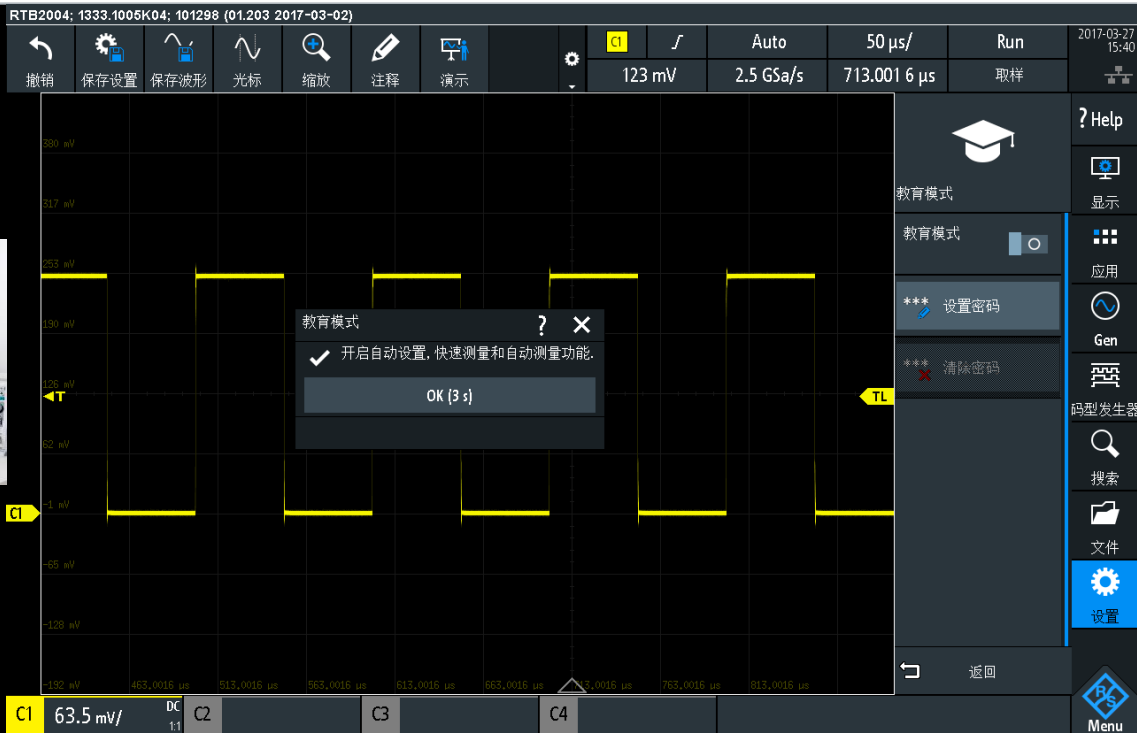 RTB2004; 1333.1005K04; 101298 (01.203 2017-03-02)
撤销
保存设置
保存波形
光标
缩放
注释
演示
C1
Auto
50 µs/
Run
123 mV
2.5 GSa/s
713.001 6 µs
取样
2017-03-27
15:40
? Help
显示
应用
Gen
码型发生器
搜索
文件
设置
Menu
教育模式
教育模式
*** 设置密码
*** 清除密码
返回
380 mV
317 mV
253 mV
190 mV
126 mV
62 mV
-1 mV
-65 mV
-128 mV
-192 mV
T
TL
C1
教育模式
?
开启自动设置, 快速测量和自动测量功能.
OK (3 s)
463.0016 µs
513.0016 µs
563.0016 µs
613.0016 µs
663.0016 µs
713.0016 µs
763.0016 µs
813.0016 µs
C1
63.5 mV/
DC
1:1
C2
C3
C4
R&S